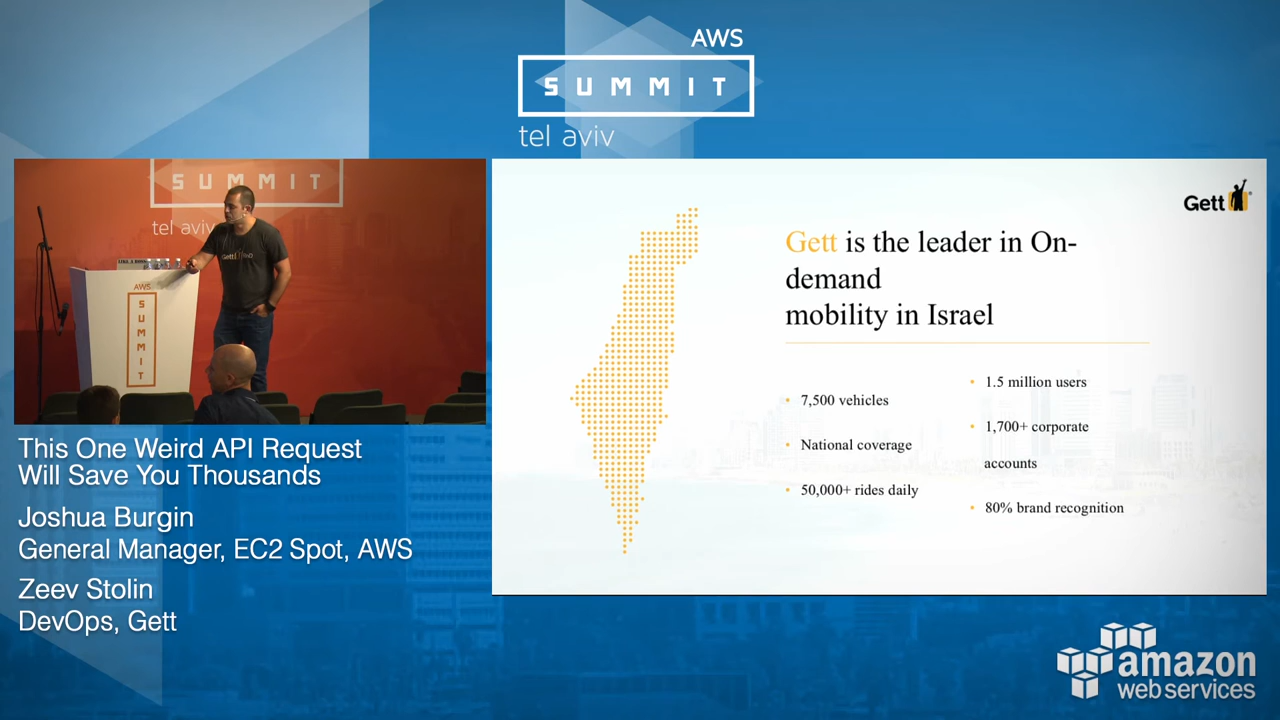 AWS
SUMMIT
tel aviv
SUMMIT
tel aviv
AWS
SUMMIT
Gett
Gett is the leader in On-
demand
mobility in Israel
7,500 vehicles
National coverage
50,000+ rides daily
1.5 million users
1,700+ corporate
accounts
80% brand recognition
This One Weird API Request
Will Save You Thousands
Joshua Burgin
General Manager, EC2 Spot, AWS
Zeev Stolin
DevOps, Gett
amazon
web services